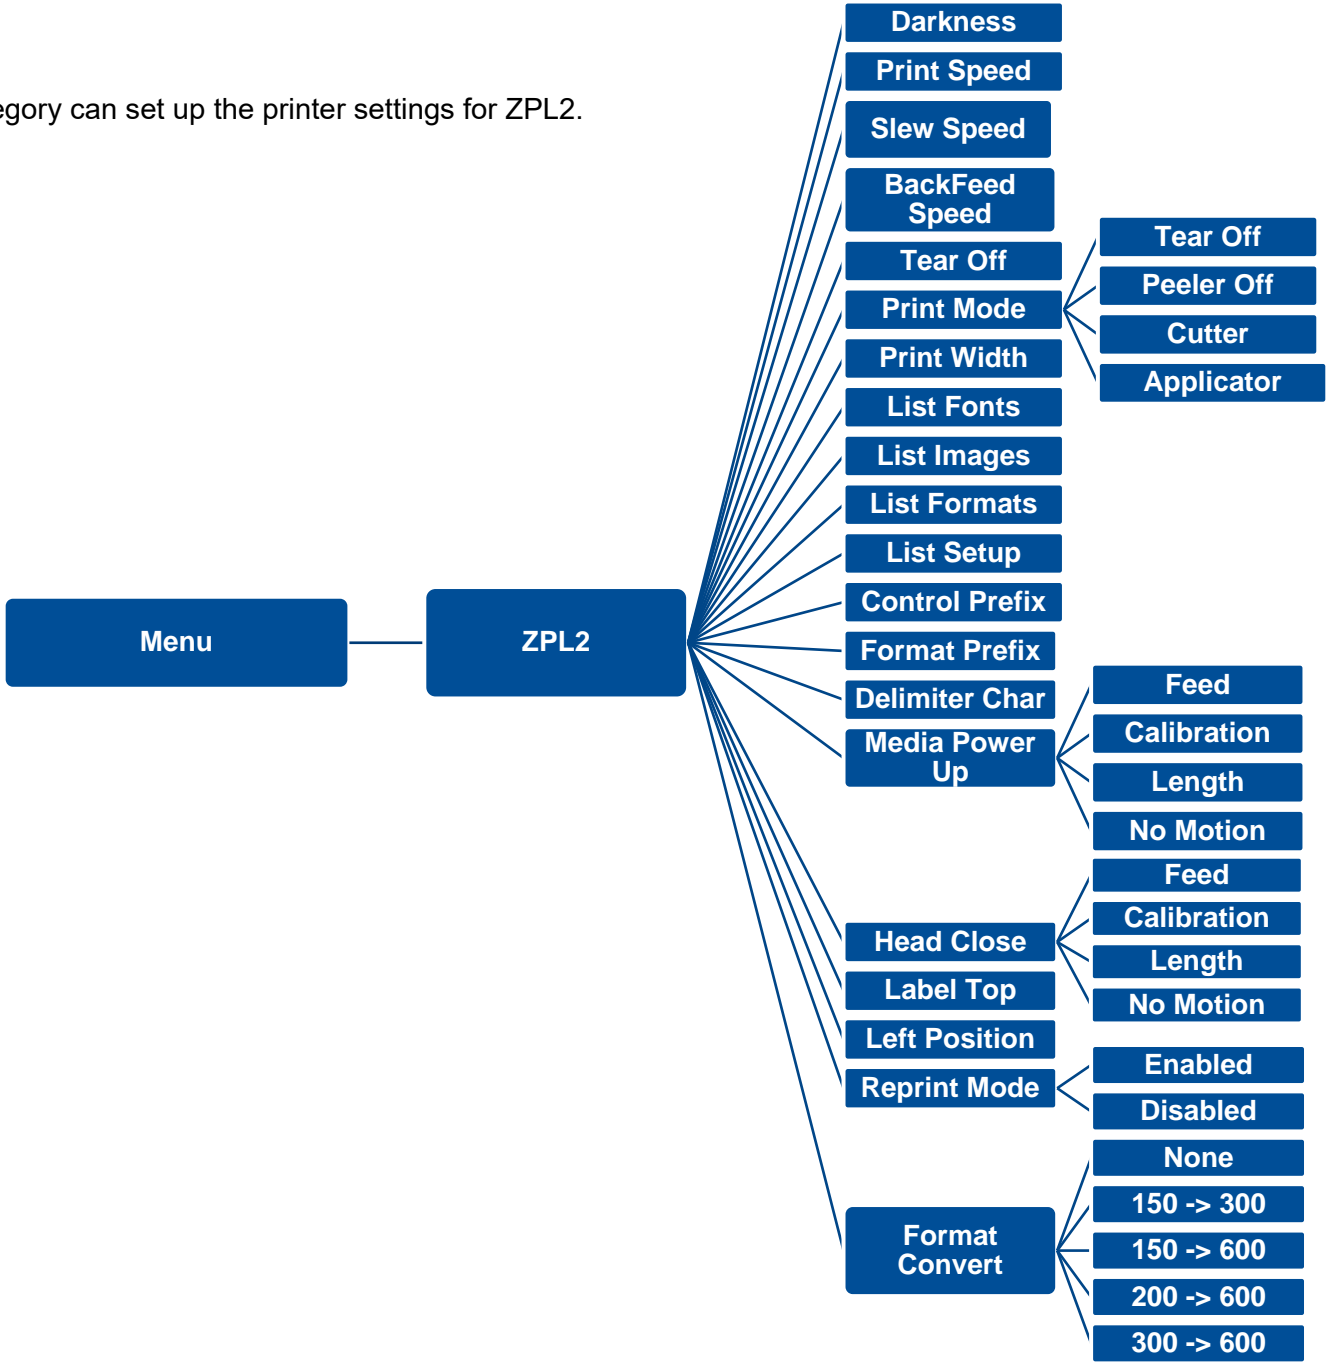 egory can set up the printer settings for ZPL2.
Menu
ZPL2
Darkness
Print Speed
Slew Speed
BackFeed
Speed
Tear Off
Print Mode
Tear Off
Peeler Off
Cutter
Applicator
Print Width
List Fonts
List Images
List Formats
List Setup
Control Prefix
Format Prefix
Delimiter Char
Media Power
Up
Feed
Calibration
Length
No Motion
Head Close
Feed
Calibration
Length
No Motion
Label Top
Left Position
Reprint Mode
Enabled
Disabled
Format
Convert
None
150 -> 300
150 -> 600
200 -> 600
300 -> 600